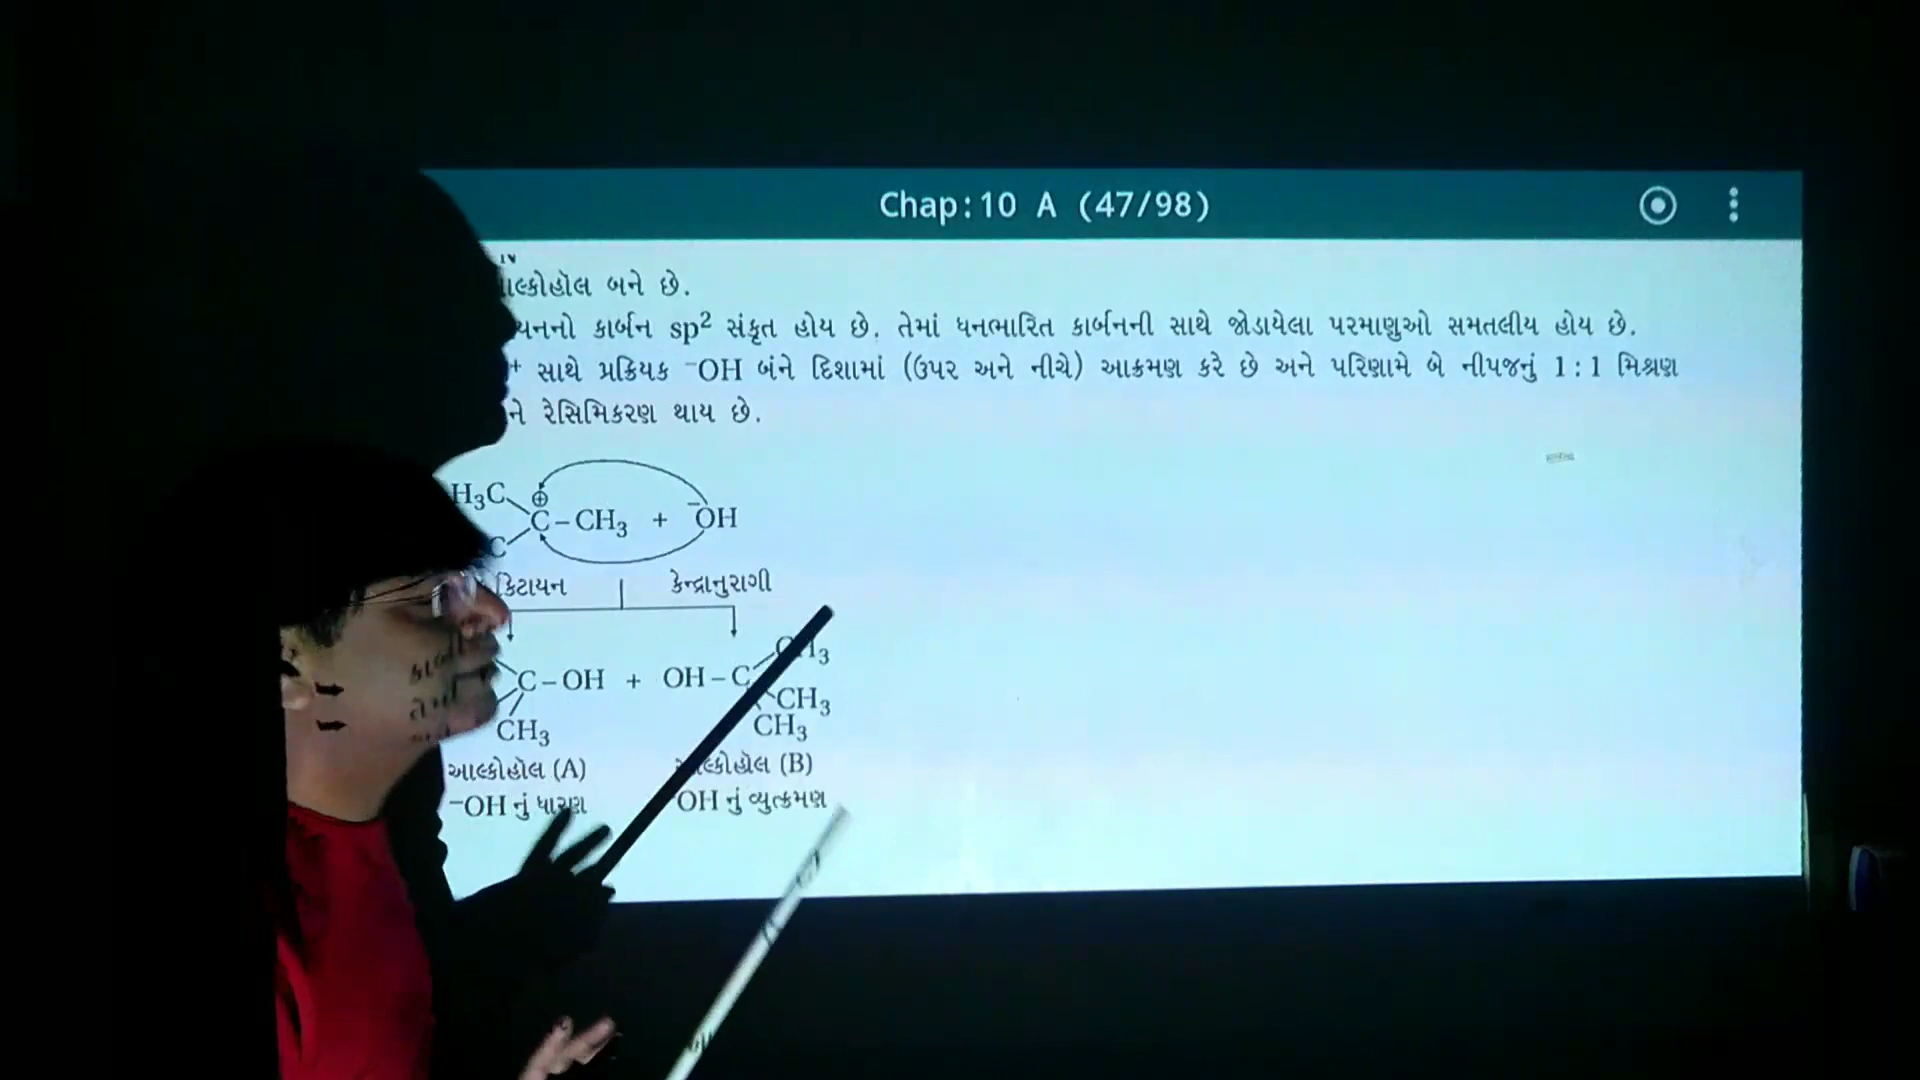 Chap:10 A (47/98)
બને છે.
કાર્બન sp² સંકૃત હોય છે. તેમાં ધનભારિત કાર્બનની સાથે જોડાયેલા પરમાણુઓ સમતલીય હોય છે.
+ સાથે પ્રક્રિયક ⁻OH બંને દિશામાં (ઉપર અને નીચે) આક્રમણ કરે છે અને પરિણામે બે નીપજનું 1 : 1 મિશ્રણ
રેસિમિકરણ થાય છે.
H₃C ⊕
C – CH₃ + ⁻OH
C
કેન્દ્રાનુરાગી
CH₃
C – OH + OH – C
CH₃
CH₃ CH₃
આલ્કોહૉલ (A) (B)
⁻OH નું ધારણ OH નું વ્યુત્ક્રમણ